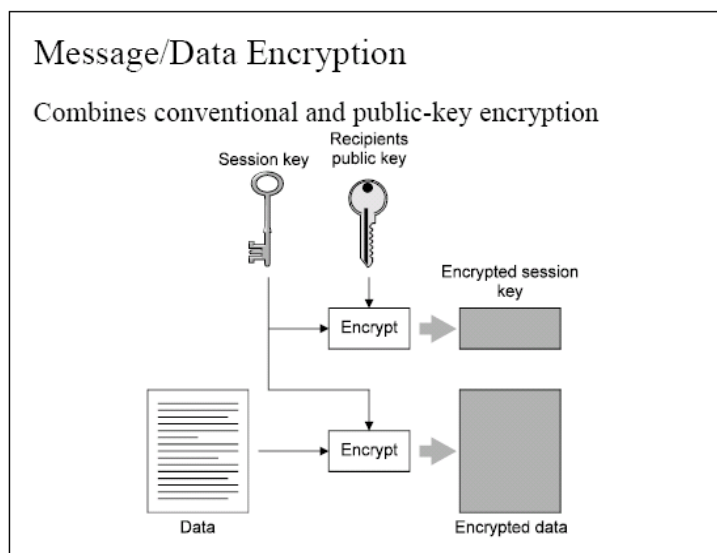 Message/Data Encryption
Combines conventional and public-key encryption
Session key
Recipients
public key
Encrypted session
key
Encrypt
Encrypt
Data
Encrypted data